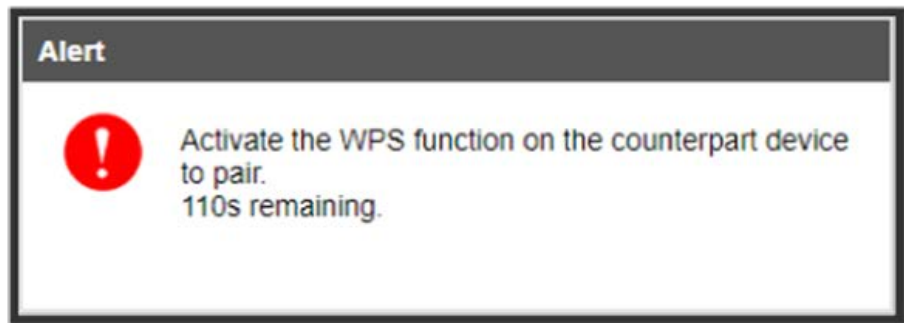 Alert
Activate the WPS function on the counterpart device
to pair.
110s remaining.